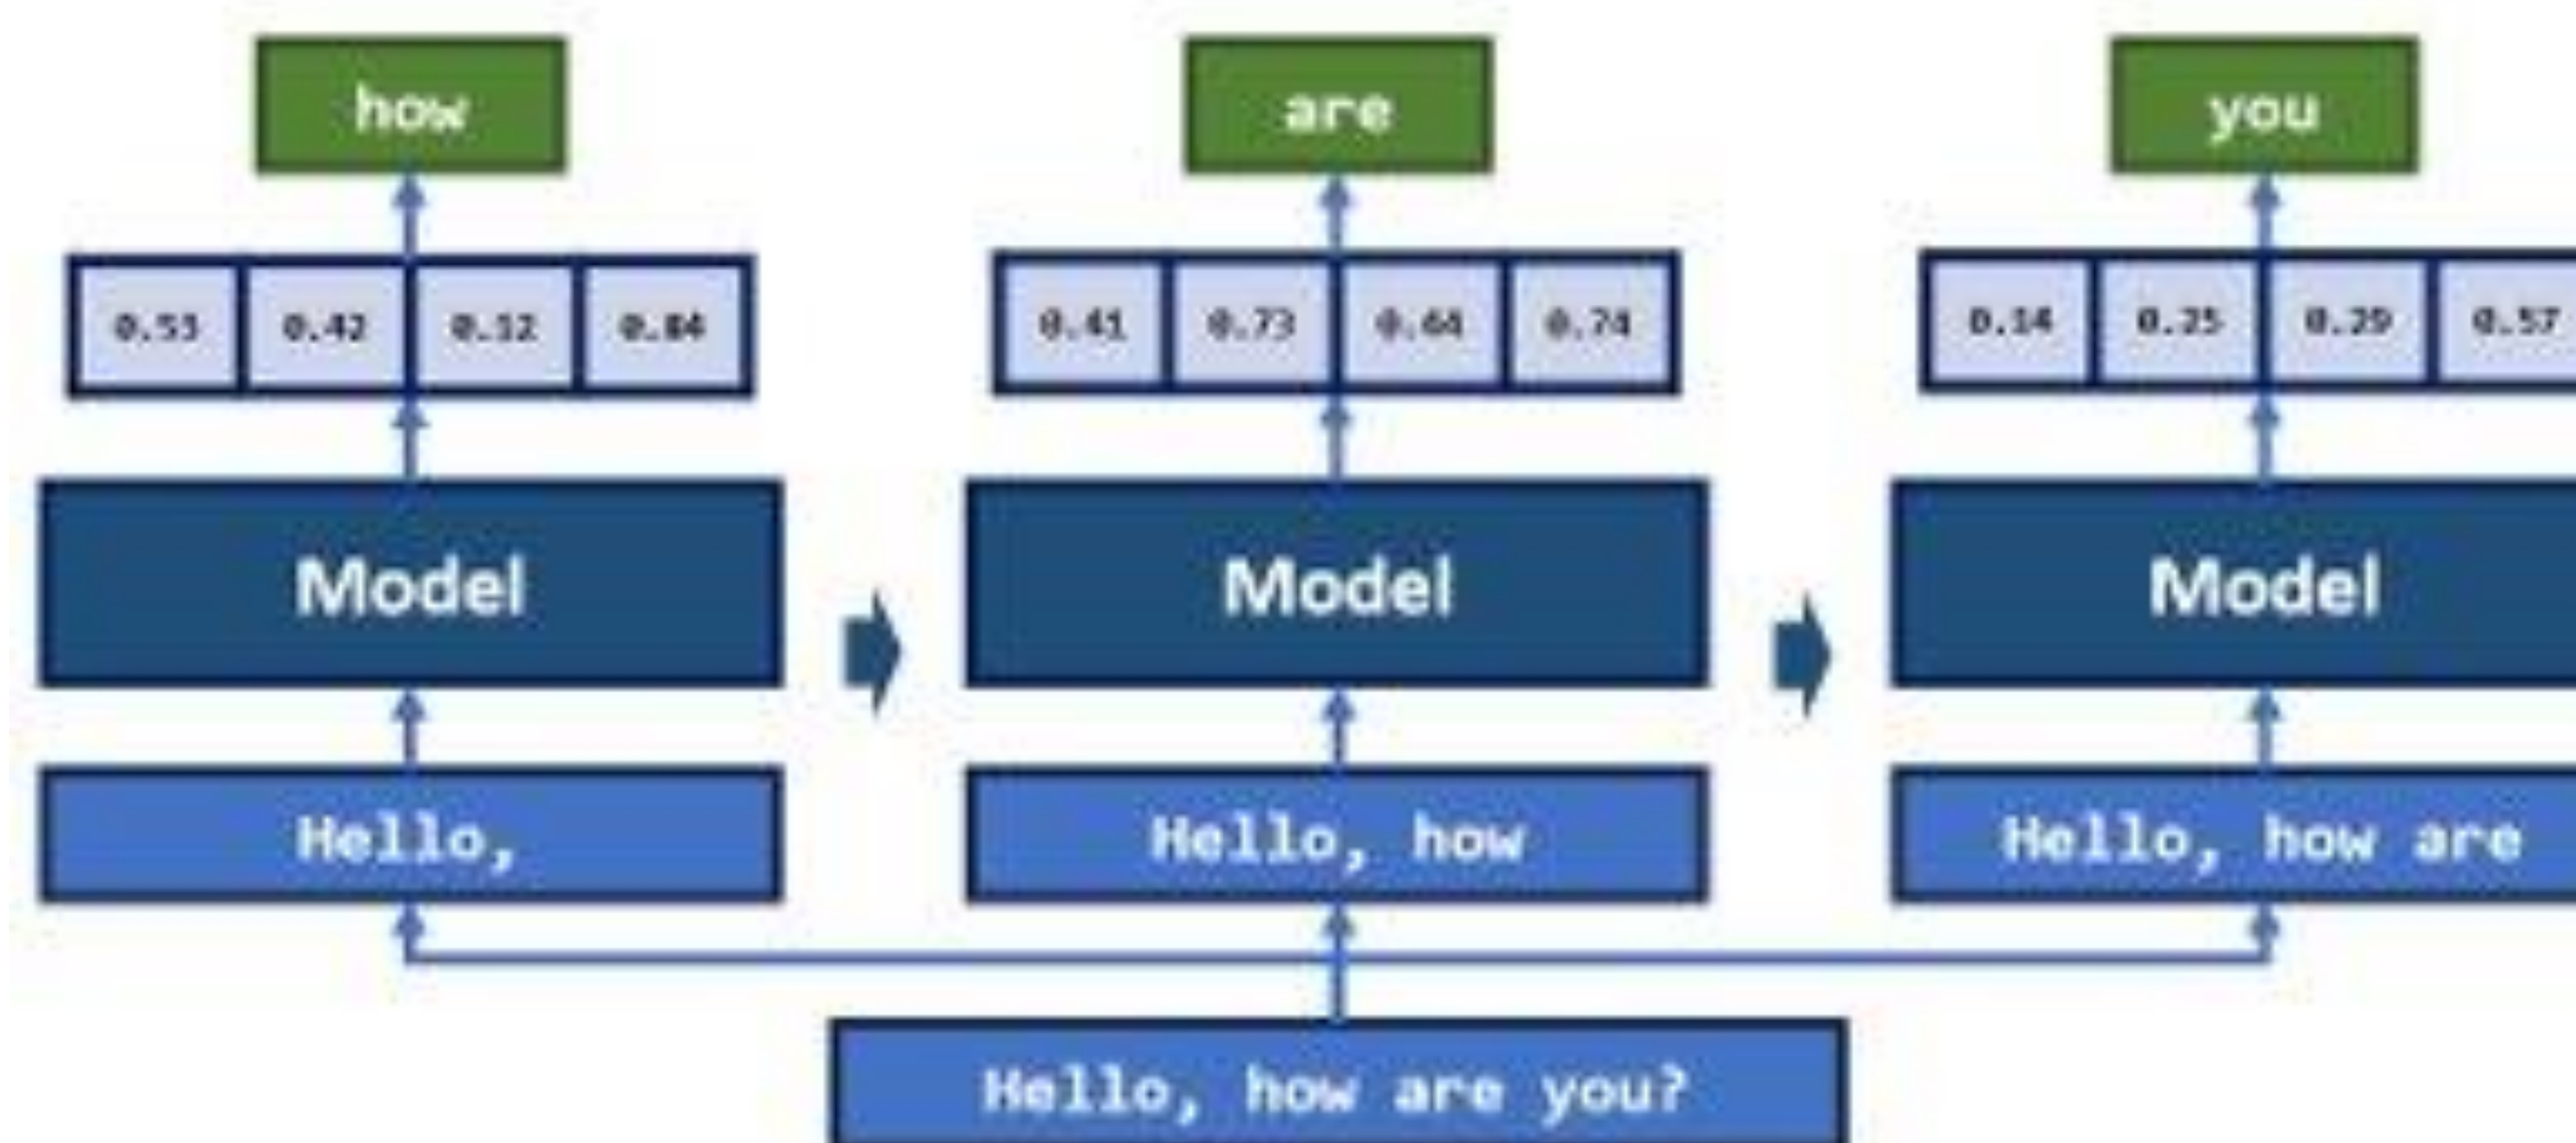 how are you
0.53 0.42 0.12 0.84 0.41 0.73 0.64 0.74 0.14 0.25 0.29 0.57
Model Model Model
Hello, Hello, how Hello, how are
Hello, how are you?